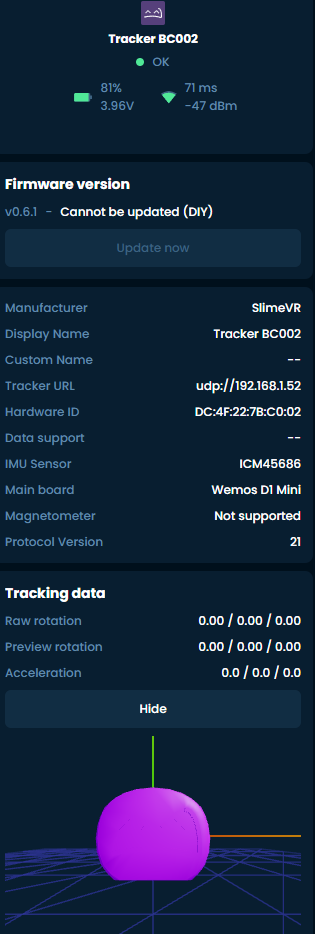 Tracker BC002
OK
81%
3.96V
71 ms
-47 dBm
Firmware version
v0.6.1 - Cannot be updated (DIY)
Update now
Manufacturer SlimeVR
Display Name Tracker BC002
Custom Name --
Tracker URL udp://192.168.1.52
Hardware ID DC:4F:22:7B:C0:02
Data support --
IMU Sensor ICM45686
Main board Wemos D1 Mini
Magnetometer Not supported
Protocol Version 21
Tracking data
Raw rotation 0.00 / 0.00 / 0.00
Preview rotation 0.00 / 0.00 / 0.00
Acceleration 0.0 / 0.0 / 0.0
Hide